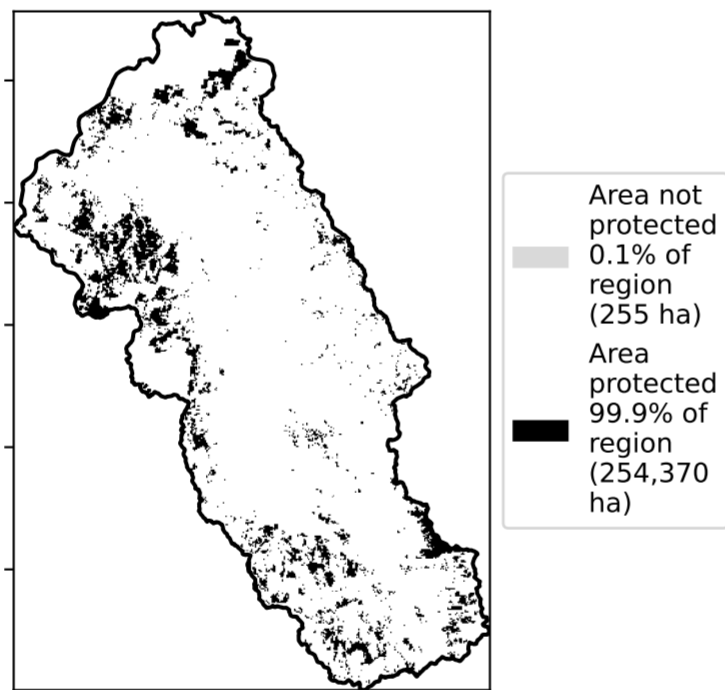 Area not
protected
0.1% of
region
(255 ha)
Area
protected
99.9% of
region
(254,370
ha)